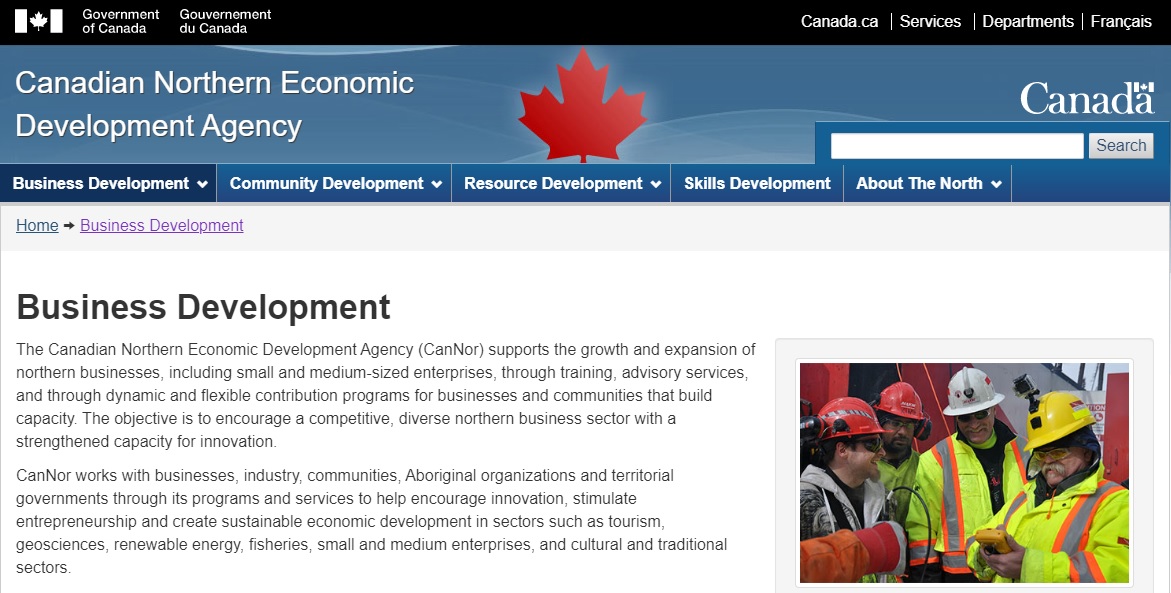 Government of Canada
Gouvernement du Canada
Canada.ca
Services
Departments
Français
Canadian Northern Economic
Development Agency
Canada
Search
Business Development
Community Development
Resource Development
Skills Development
About The North
Home
Business Development
Business Development
The Canadian Northern Economic Development Agency (CanNor) supports the growth and expansion of
northern businesses, including small and medium-sized enterprises, through training, advisory services,
and through dynamic and flexible contribution programs for businesses and communities that build
capacity. The objective is to encourage a competitive, diverse northern business sector with a
strengthened capacity for innovation.
CanNor works with businesses, industry, communities, Aboriginal organizations and territorial
governments through its programs and services to help encourage innovation, stimulate
entrepreneurship and create sustainable economic development in sectors such as tourism,
geosciences, renewable energy, fisheries, small and medium enterprises, and cultural and traditional
sectors.